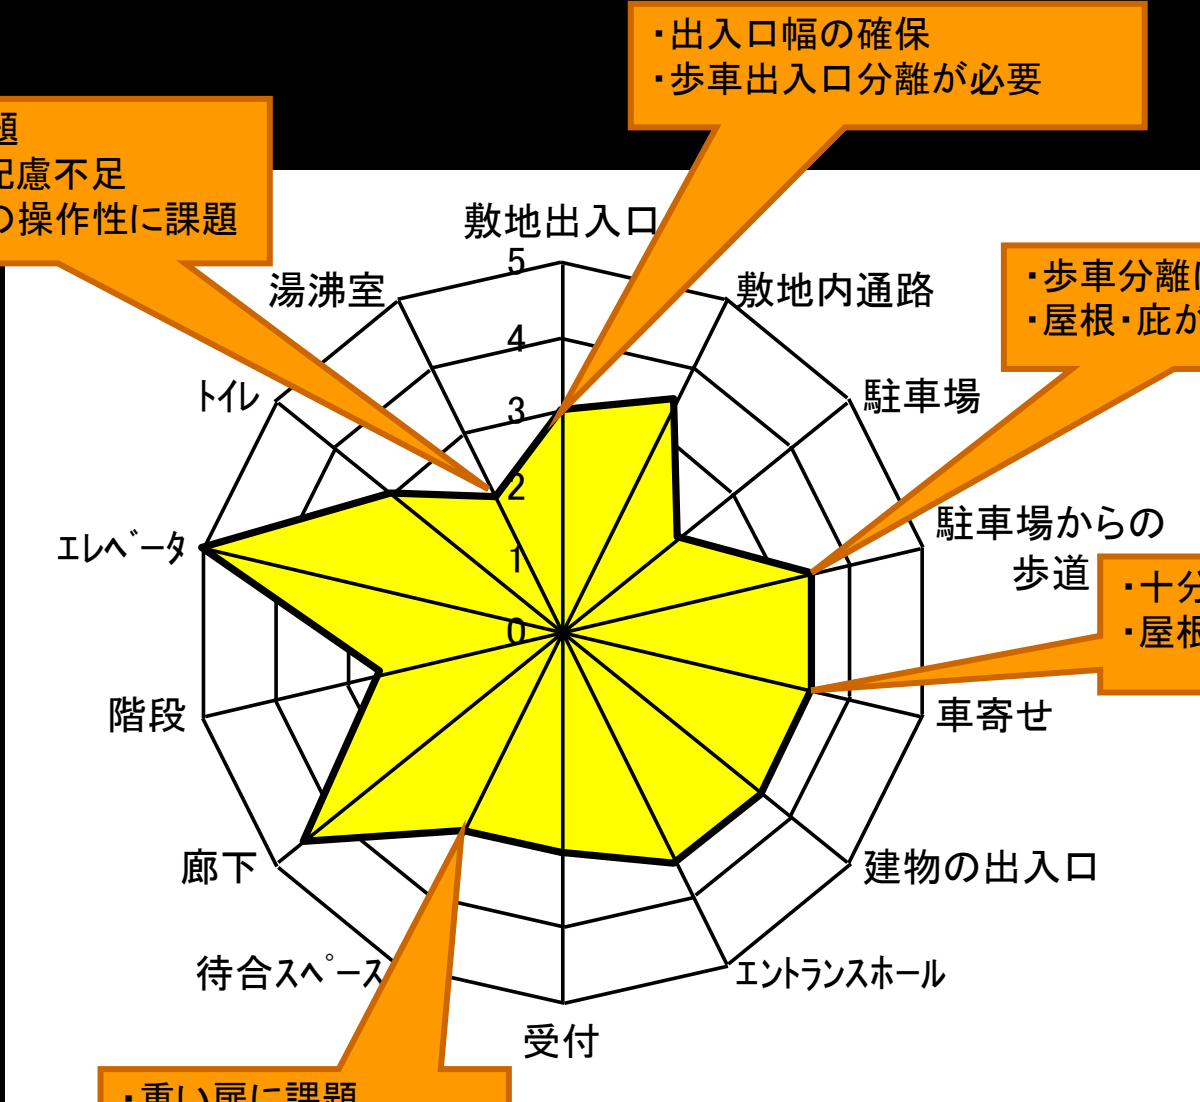 ・出入口幅の確保
・歩車出入口分離が必要
題
配慮不足
の操作性に課題
敷地出入口
敷地内通路
駐車場
駐車場からの
歩道
車寄せ
建物の出入口
エントランスホール
受付
待合スペース
廊下
階段
エレベータ
トイレ
湯沸室
5
4
3
2
1
0
・歩車分離
・屋根・庇が
・十分
・屋根
・重い扉に課題